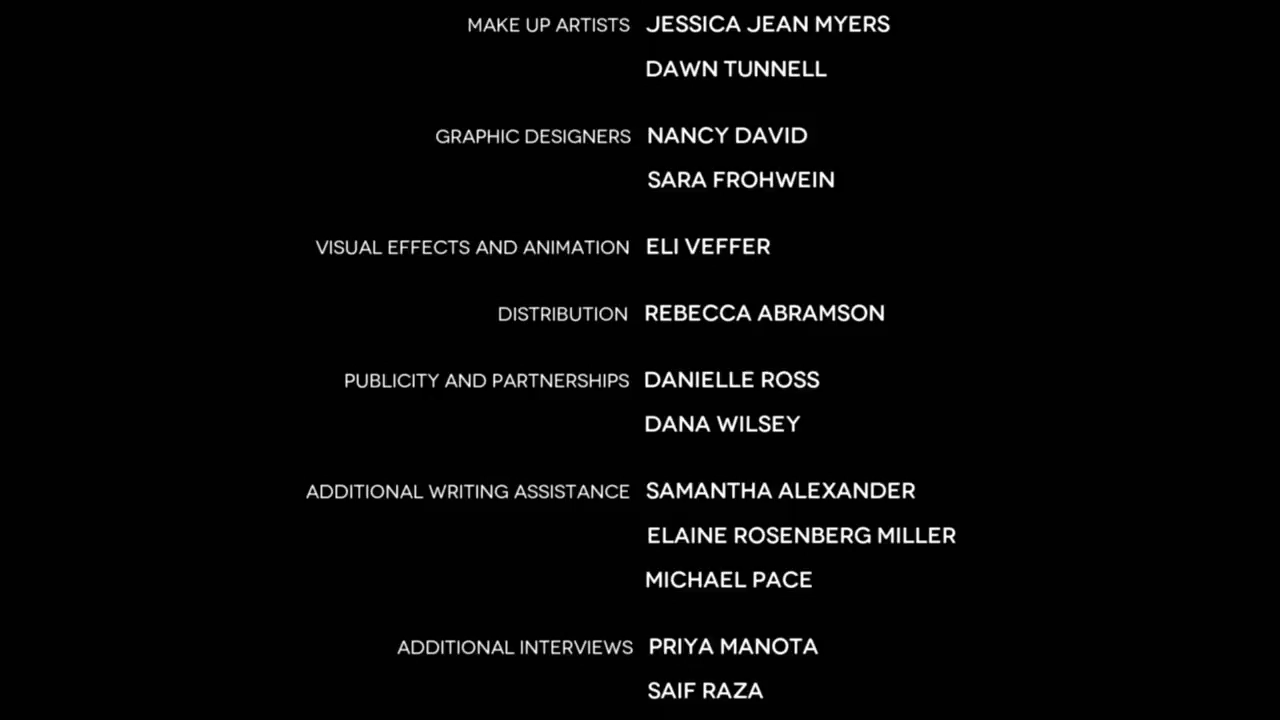 MAKE UP ARTISTS JESSICA JEAN MYERS
DAWN TUNNELL
GRAPHIC DESIGNERS NANCY DAVID
SARA FROHWEIN
VISUAL EFFECTS AND ANIMATION ELI VEFFER
DISTRIBUTION REBECCA ABRAMSON
PUBLICITY AND PARTNERSHIPS DANIELLE ROSS
DANA WILSEY
ADDITIONAL WRITING ASSISTANCE SAMANTHA ALEXANDER
ELAINE ROSENBERG MILLER
MICHAEL PACE
ADDITIONAL INTERVIEWS PRIYA MANOTA
SAIF RAZA